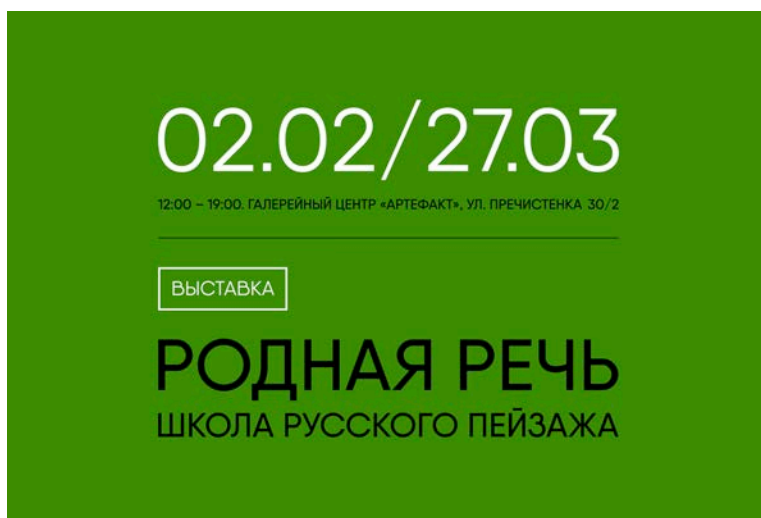 02.02/27.03
12:00 – 19:00. ГАЛЕРЕЙНЫЙ ЦЕНТР «АРТЕФАКТ», УЛ. ПРЕЧИСТЕНКА 30/2
ВЫСТАВКА
РОДНАЯ РЕЧЬ
ШКОЛА РУССКОГО ПЕЙЗАЖА